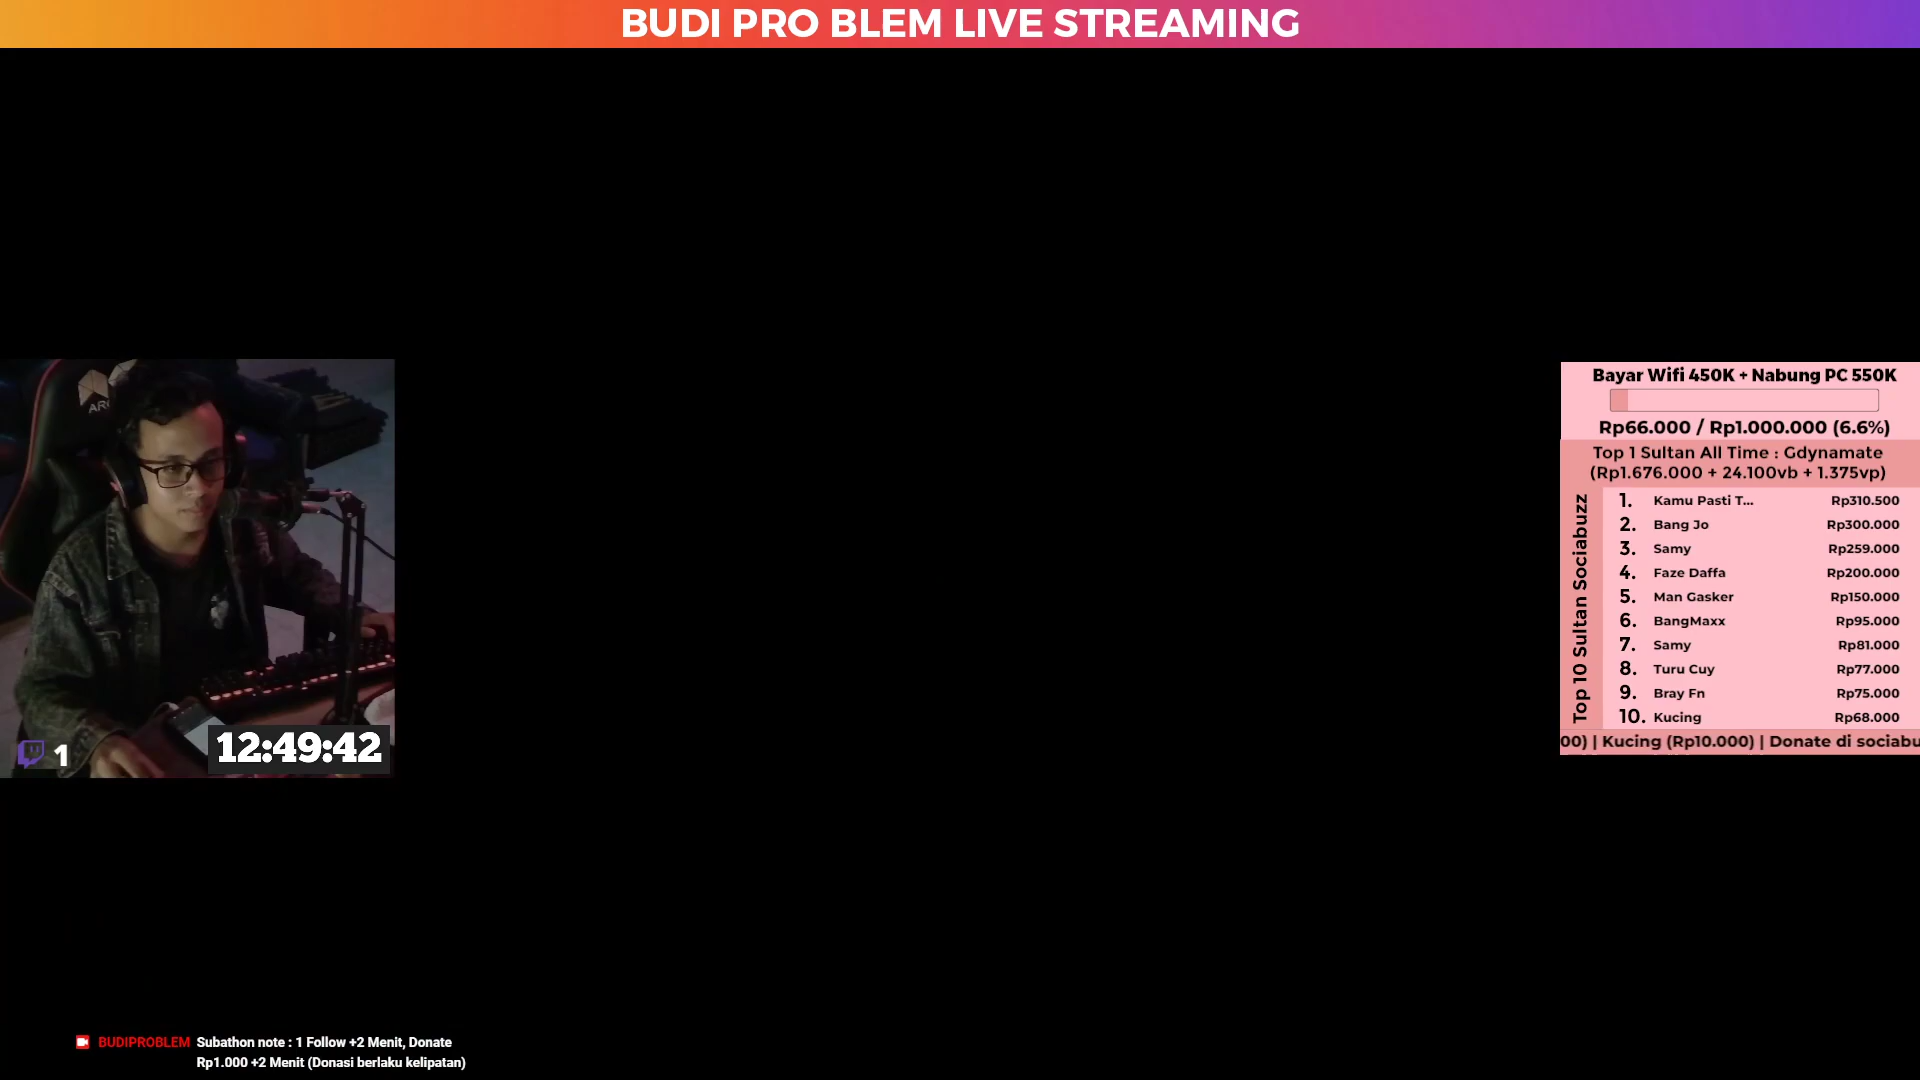 BUDI PRO BLEM LIVE STREAMING
12:49:42
1
Bayar Wifi 450K + Nabung PC 550K
Rp66.000 / Rp1.000.000 (6.6%)
Top 1 Sultan All Time : Gdynamate
(Rp1.676.000 + 24.100vb + 1.375vp)
Top 10 Sultan Sociabuzz
1. Kamu Pasti T... Rp310.500
2. Bang Jo Rp300.000
3. Samy Rp259.000
4. Faze Daffa Rp200.000
5. Man Gasker Rp150.000
6. BangMaxx Rp95.000
7. Samy Rp81.000
8. Turu Cuy Rp77.000
9. Bray Fn Rp75.000
10. Kucing Rp68.000
00) | Kucing (Rp10.000) | Donate di sociabu
BUDIPROBLEM Subathon note : 1 Follow +2 Menit, Donate
Rp1.000 +2 Menit (Donasi berlaku kelipatan)